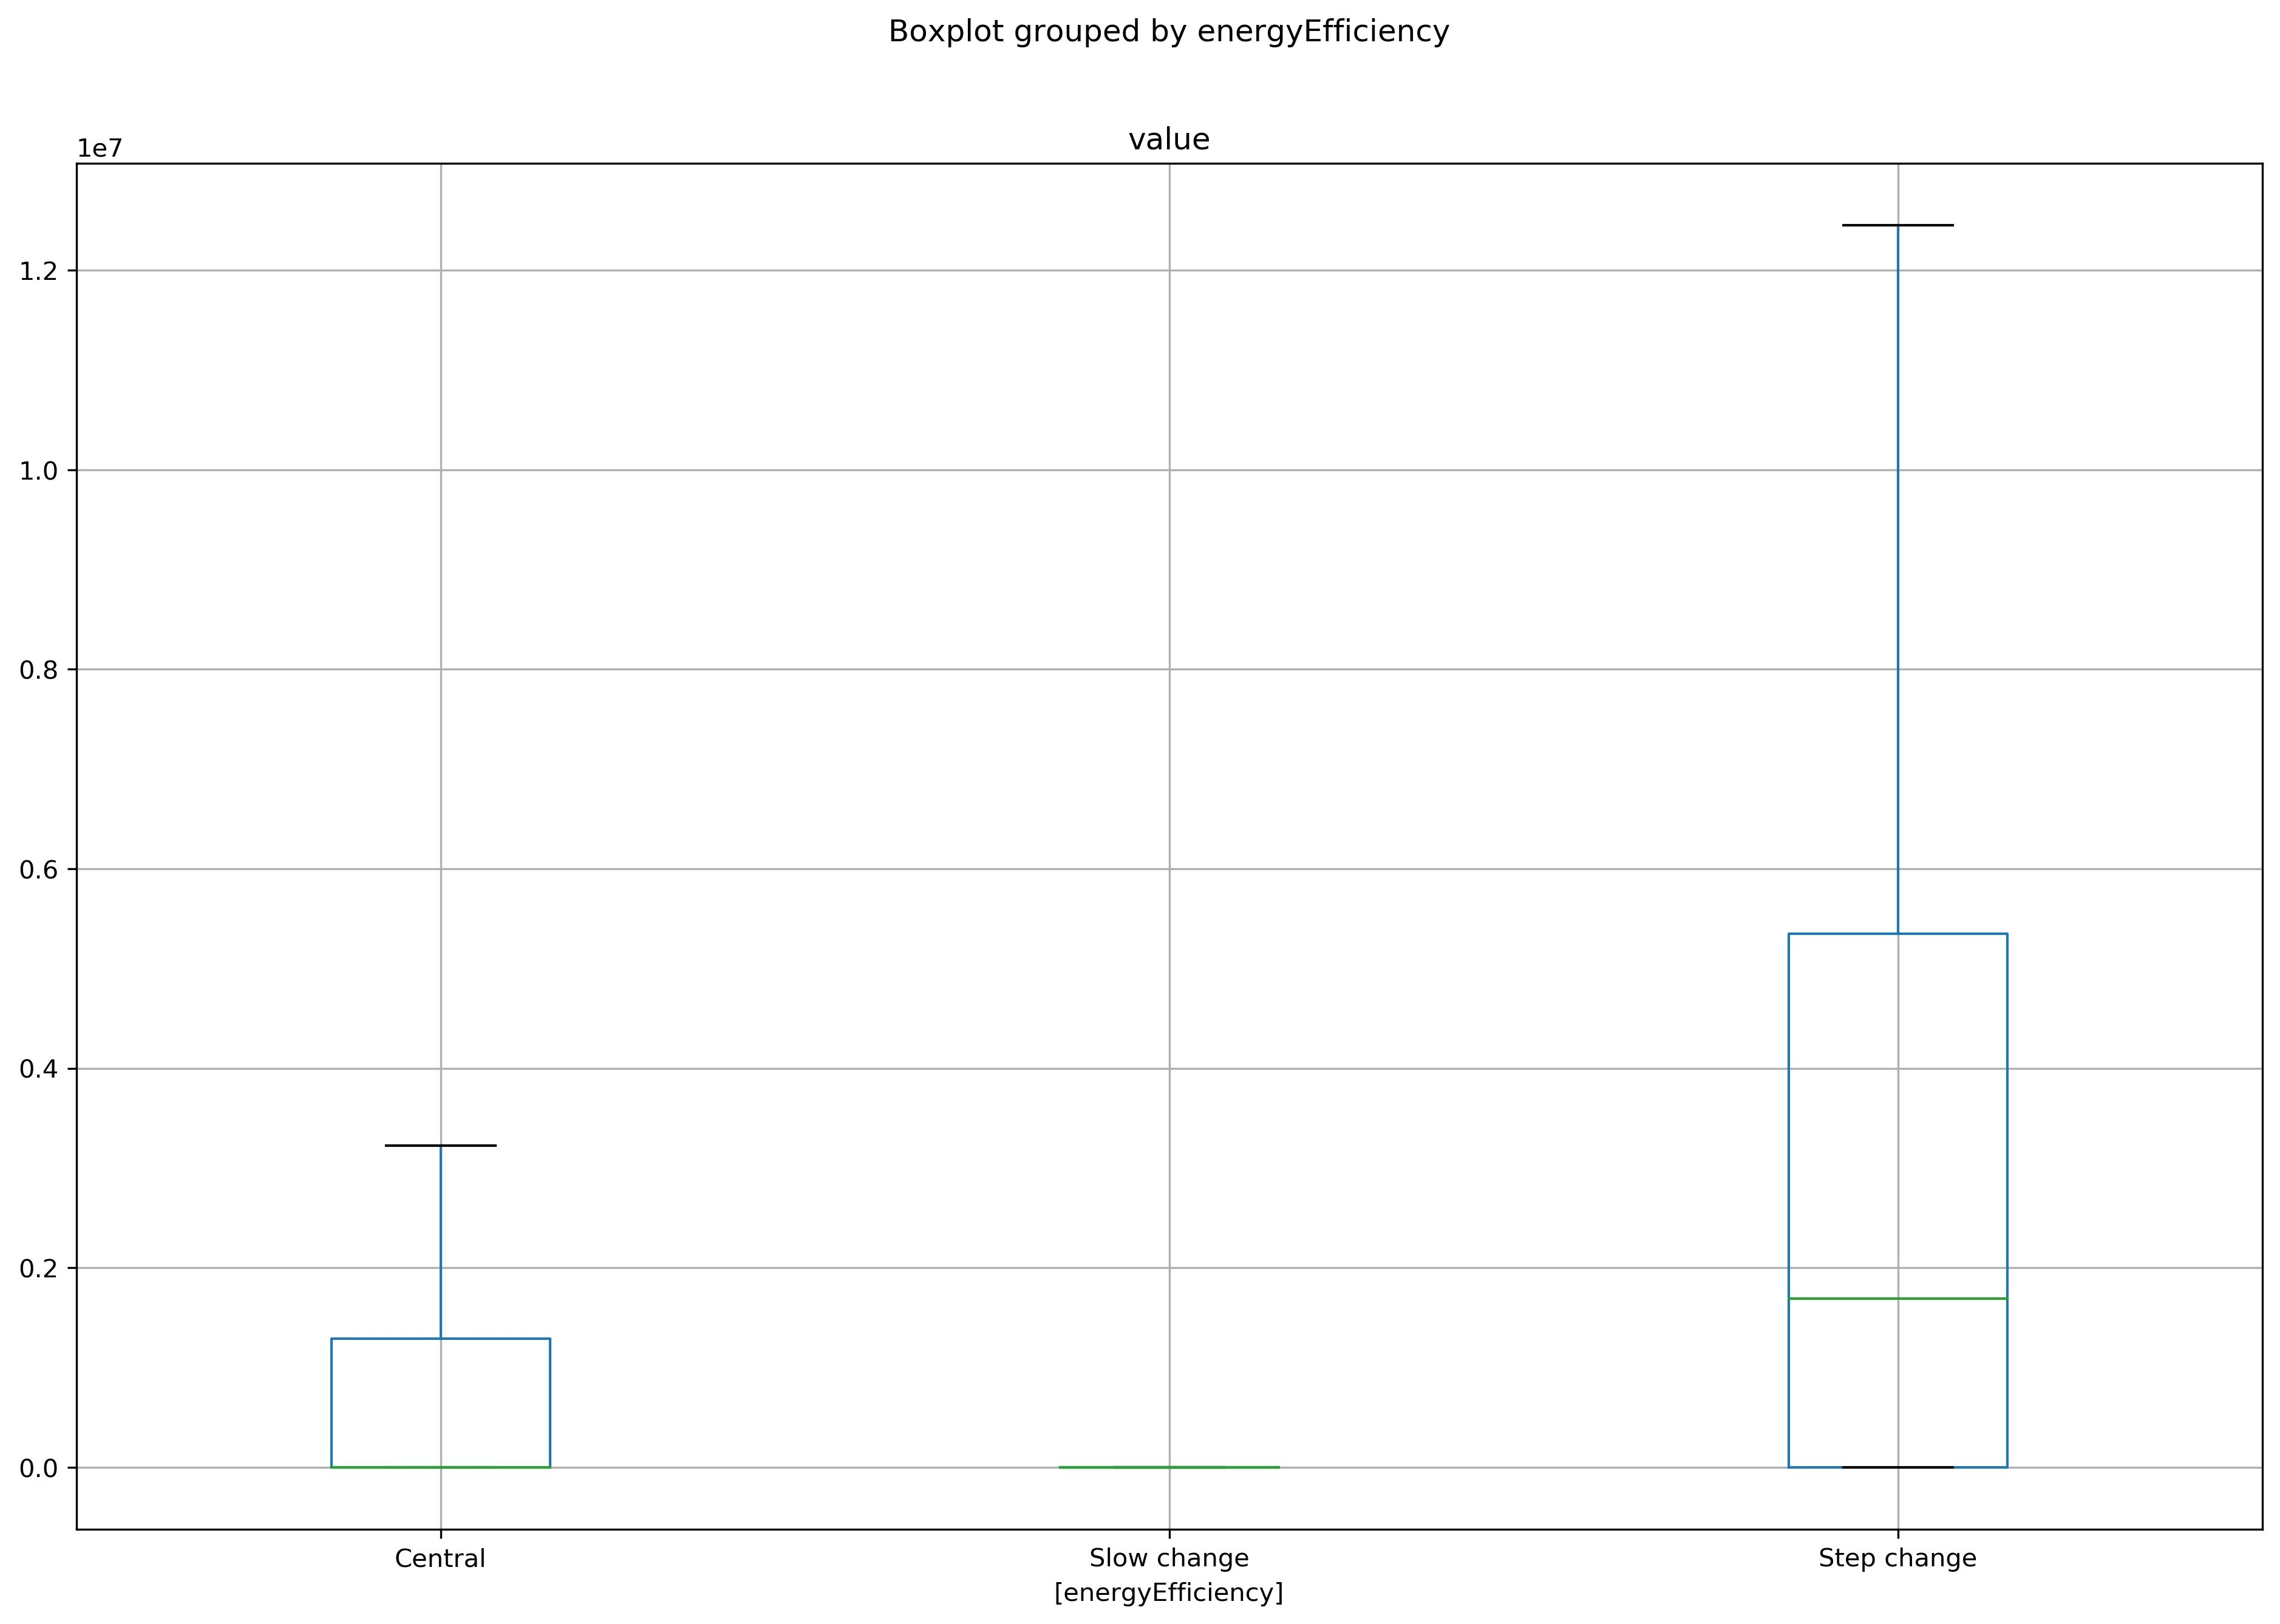 Boxplot grouped by energyEfficiency
value
1e7
1.2
1.0
0.8
0.6
0.4
0.2
0.0
Central Slow change Step change
[energyEfficiency]